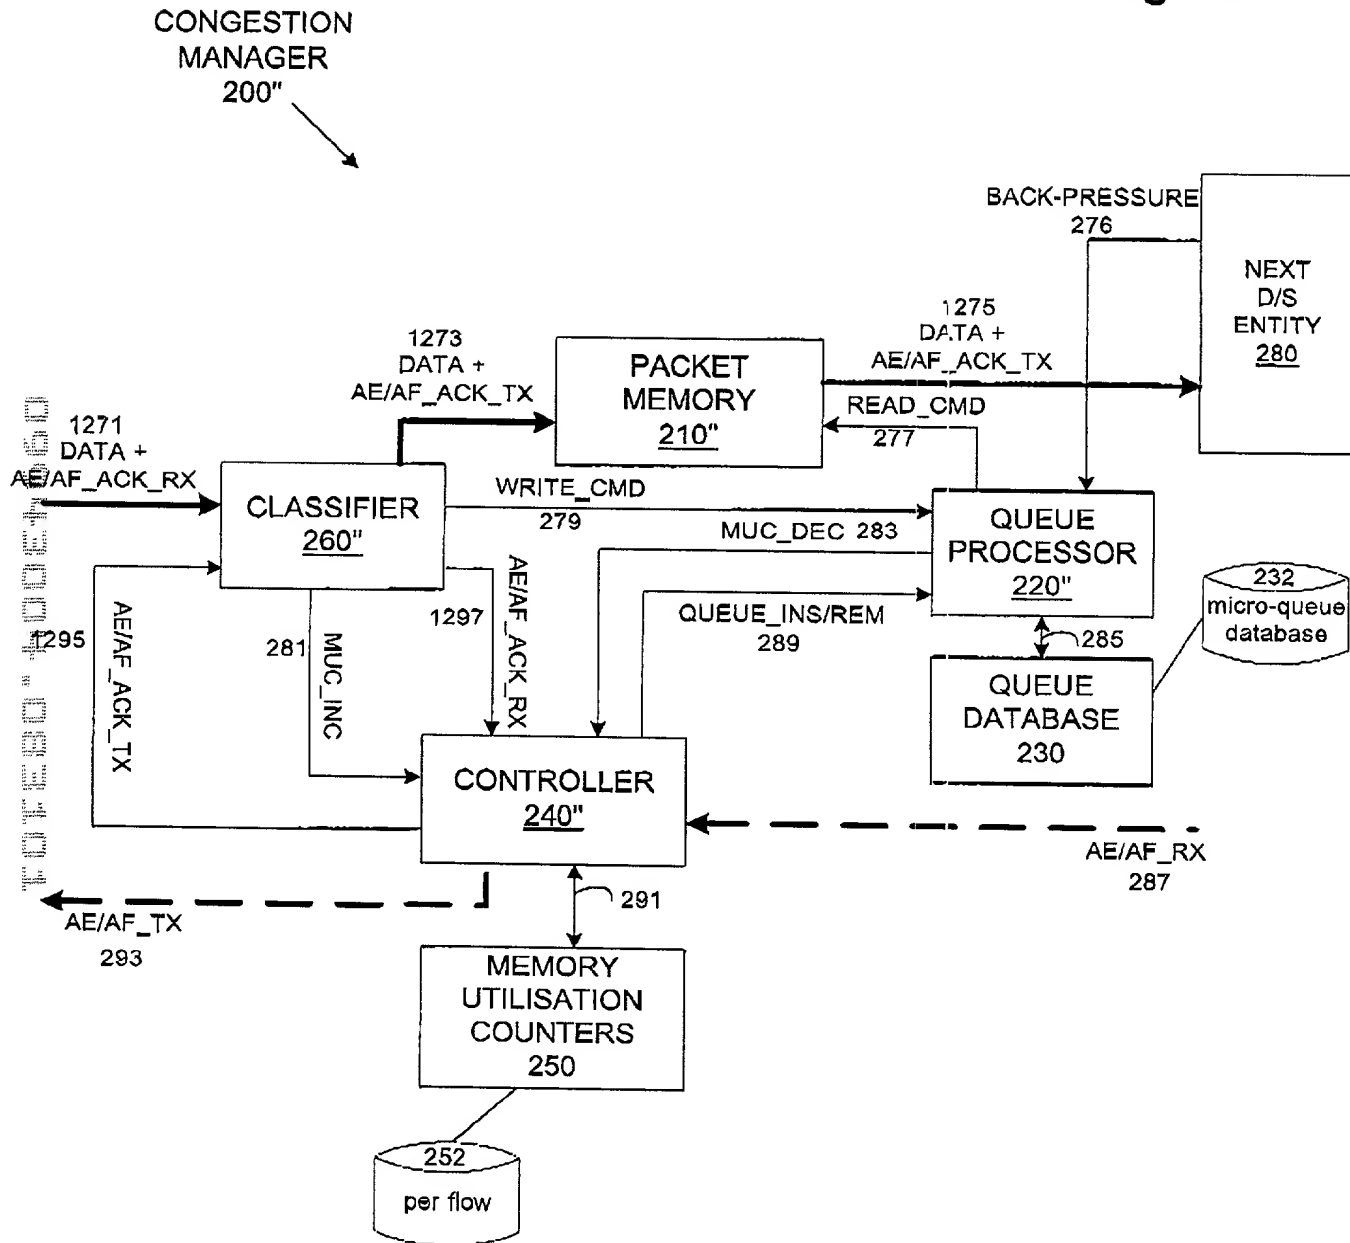 CONGESTION
MANAGER
200"
BACK-PRESSURE
276
NEXT
D/S
ENTITY
280
1275
DATA +
AE/AF_ACK_TX
1273
DATA +
AE/AF_ACK_TX
PACKET
MEMORY
210"
READ_CMD
277
1271
DATA +
AE/AF_ACK_RX
CLASSIFIER
260"
WRITE_CMD
279
MUC_DEC 283
QUEUE
PROCESSOR
220"
232
micro-queue
database
1295
AE/AF_ACK_TX
281
MUC_INC
1297
AE/AF_ACK_RX
QUEUE_INS/REM
289
285
QUEUE
DATABASE
230
CONTROLLER
240"
AE/AF_RX
287
AE/AF_TX
293
291
MEMORY
UTILISATION
COUNTERS
250
252
per flow